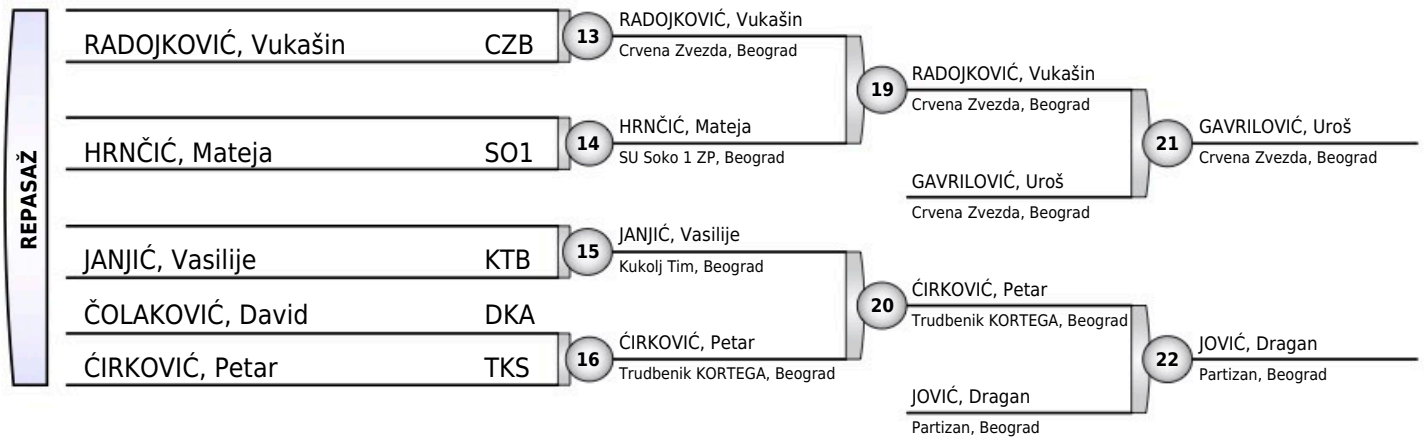 REPASAŽ
RADOJKOVIĆ, Vukašin CZB
HRNČIĆ, Mateja SO1
JANJIĆ, Vasilije KTB
ČOLAKOVIĆ, David DKA
ĆIRKOVIĆ, Petar TKS
13
RADOJKOVIĆ, Vukašin
Crvena Zvezda, Beograd
14
HRNČIĆ, Mateja
SU Soko 1 ZP, Beograd
15
JANJIĆ, Vasilije
Kukolj Tim, Beograd
16
ĆIRKOVIĆ, Petar
Trudbenik KORTEGA, Beograd
19
RADOJKOVIĆ, Vukašin
Crvena Zvezda, Beograd
GAVRILOVIĆ, Uroš
Crvena Zvezda, Beograd
20
ĆIRKOVIĆ, Petar
Trudbenik KORTEGA, Beograd
JOVIĆ, Dragan
Partizan, Beograd
21
GAVRILOVIĆ, Uroš
Crvena Zvezda, Beograd
22
JOVIĆ, Dragan
Partizan, Beograd